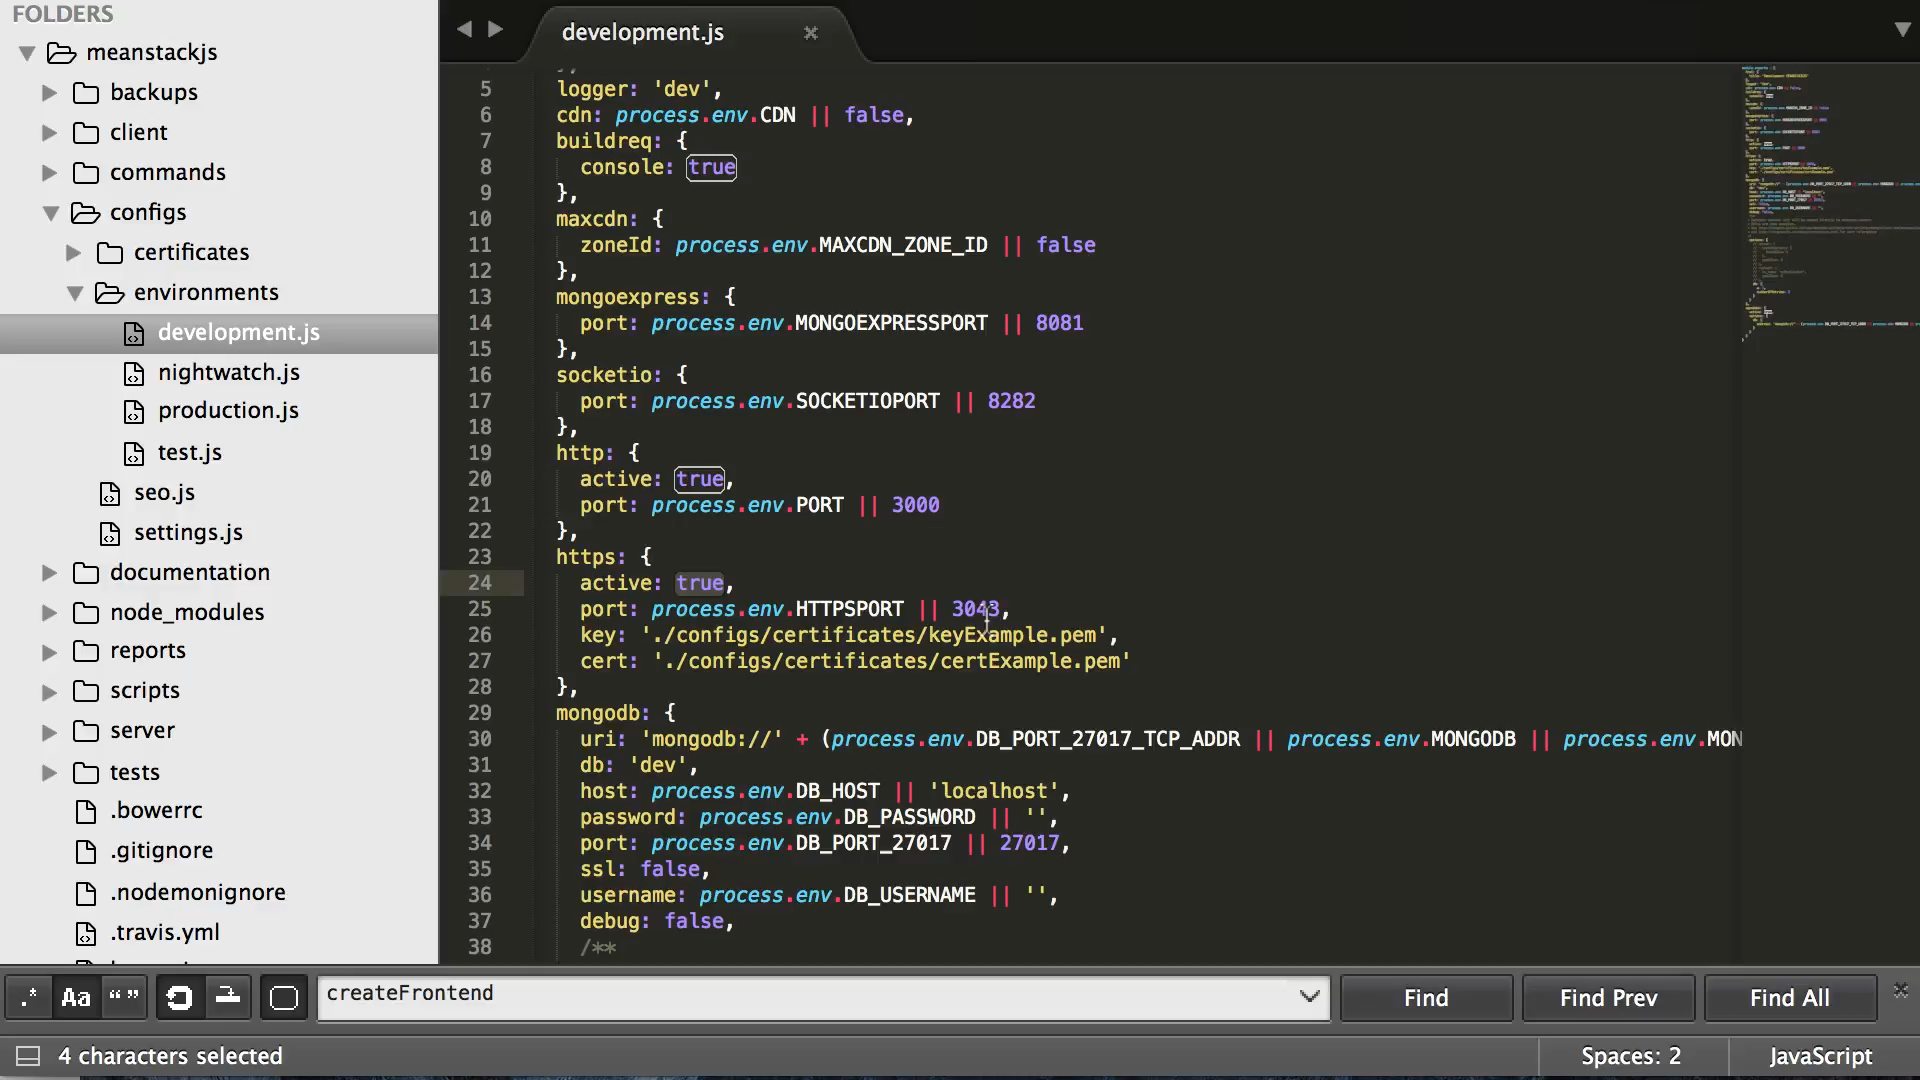 FOLDERS
meanstackjs
backups
client
commands
configs
certificates
environments
development.js
nightwatch.js
production.js
test.js
seo.js
settings.js
documentation
node_modules
reports
scripts
server
tests
.bowerrc
.gitignore
.nodemonignore
.travis.yml
development.js
5 logger: 'dev',
6 cdn: process.env.CDN || false,
7 buildreq: {
8 console: true
9 },
10 maxcdn: {
11 zoneId: process.env.MAXCDN_ZONE_ID || false
12 },
13 mongoexpress: {
14 port: process.env.MONGOEXPRESSPORT || 8081
15 },
16 socketio: {
17 port: process.env.SOCKETIOPORT || 8282
18 },
19 http: {
20 active: true,
21 port: process.env.PORT || 3000
22 },
23 https: {
24 active: true,
25 port: process.env.HTTPSPORT || 3043,
26 key: './configs/certificates/keyExample.pem',
27 cert: './configs/certificates/certExample.pem'
28 },
29 mongodb: {
30 uri: 'mongodb://' + (process.env.DB_PORT_27017_TCP_ADDR || process.env.MONGODB || process.env.MON
31 db: 'dev',
32 host: process.env.DB_HOST || 'localhost',
33 password: process.env.DB_PASSWORD || '',
34 port: process.env.DB_PORT_27017 || 27017,
35 ssl: false,
36 username: process.env.DB_USERNAME || '',
37 debug: false,
38 /**
.* Aa “” createFrontend Find Find Prev Find All
4 characters selected Spaces: 2 JavaScript